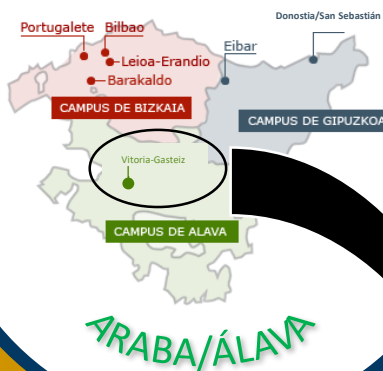 Donostia/San Sebastián
Portugalete Bilbao
Eibar
Leioa-Erandio
Barakaldo
CAMPUS DE BIZKAIA
CAMPUS DE GIPUZKOA
Vitoria-Gasteiz
CAMPUS DE ALAVA
ARABA/ÁLAVA